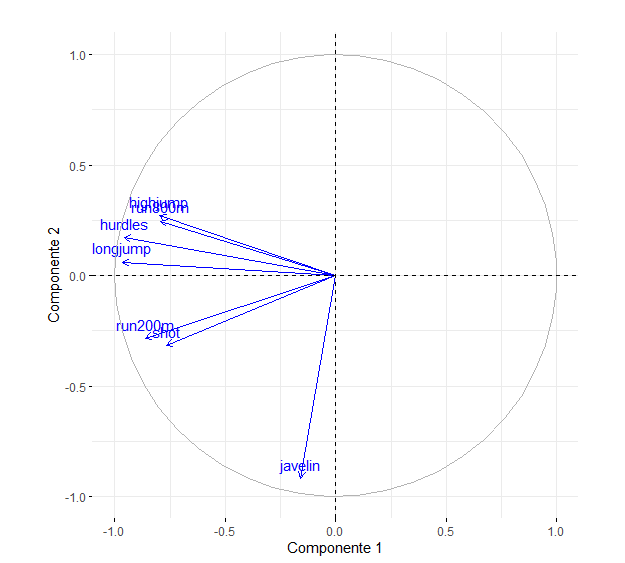 1.0
0.5
0.0
-0.5
-1.0
Componente 2
highjump
run800m
hurdles
longjump
run200m
shot
javelin
-1.0 -0.5 0.0 0.5 1.0
Componente 1